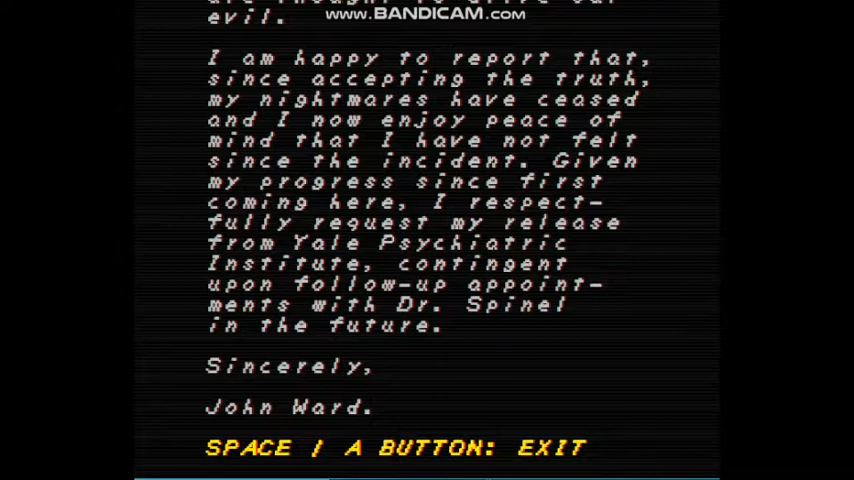 evil.
www.BANDICAM.com
I am happy to report that,
since accepting the truth,
my nightmares have ceased
and I now enjoy peace of
mind that I have not felt
since the incident. Given
my progress since first
coming here, I respect-
fully request my release
from Yale Psychiatric
Institute, contingent
upon follow-up appoint-
ments with Dr. Spinel
in the future.
Sincerely,
John Ward.
SPACE / A BUTTON: EXIT